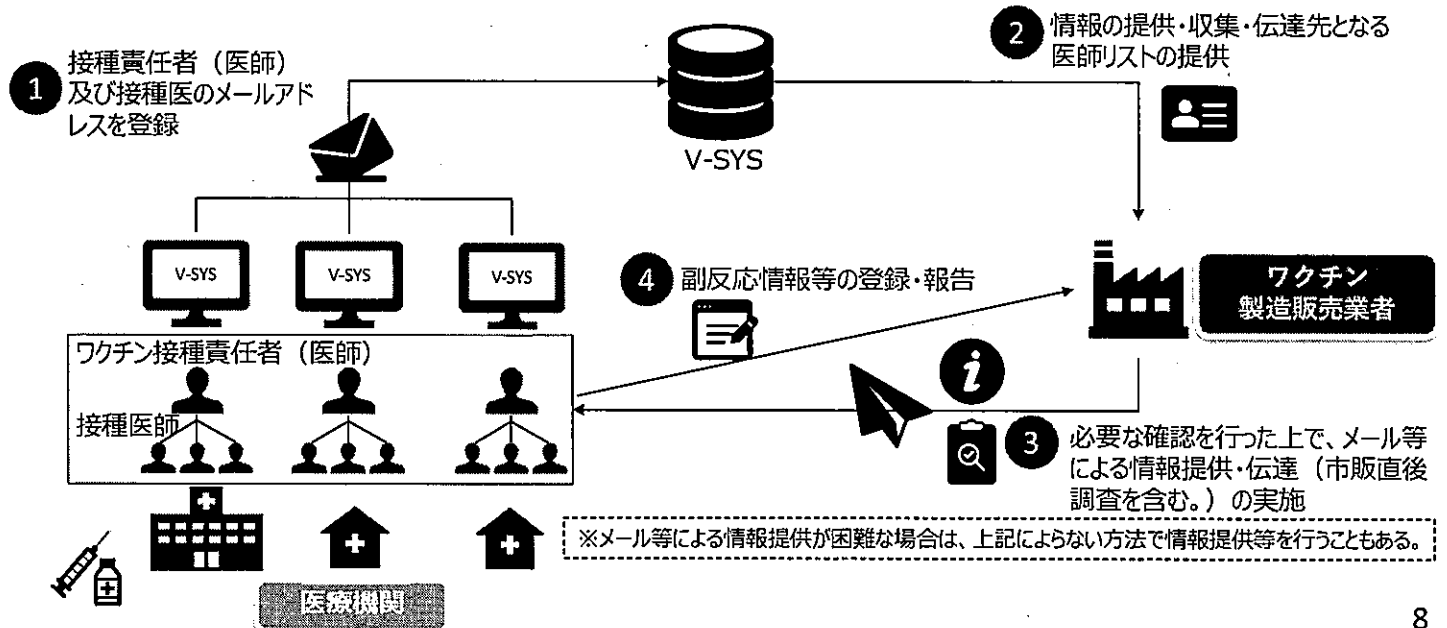 1
接種責任者（医師）
及び接種医のメールアド
レスを登録
V-SYS
2
情報の提供・収集・伝達先となる
医師リストの提供
V-SYS
V-SYS
V-SYS
4
副反応情報等の登録・報告
ワクチン
製造販売業者
ワクチン接種責任者（医師）
接種医師
i
3
必要な確認を行った上で、メール等
による情報提供・伝達（市販直後
調査を含む。）の実施
※メール等による情報提供が困難な場合は、上記によらない方法で情報提供等を行うこともある。
医療機関
8